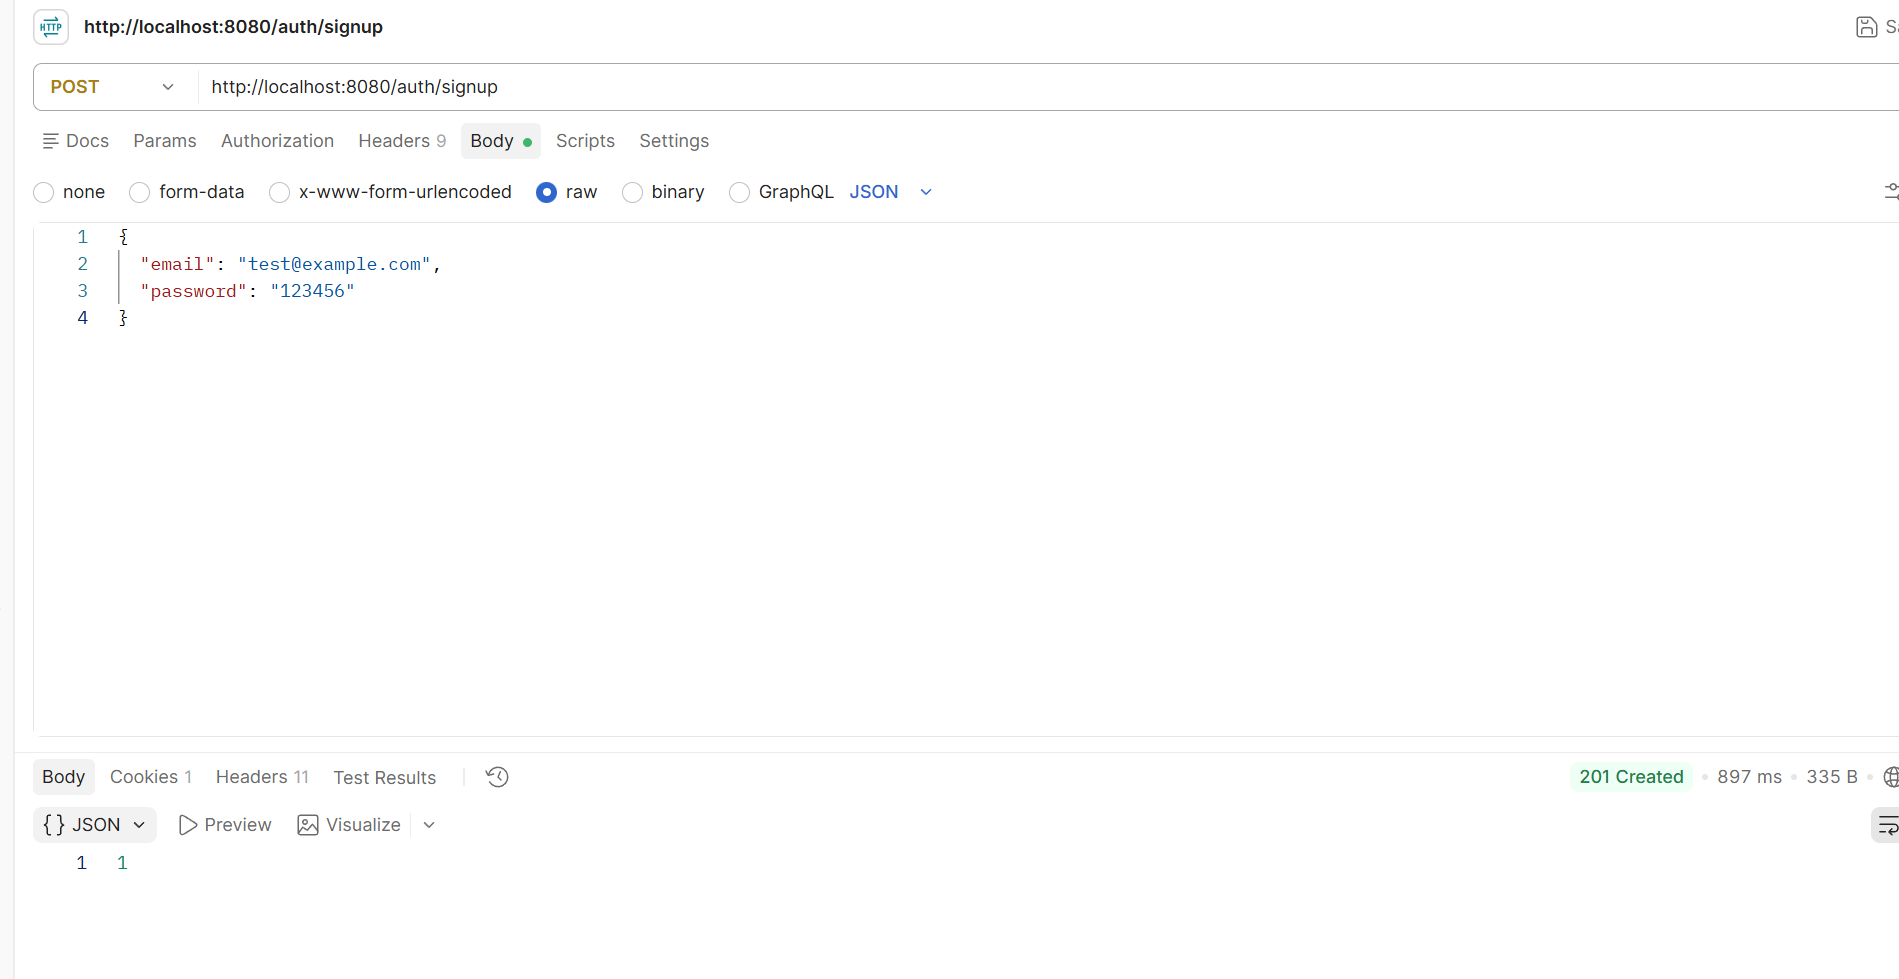 HTTP http://localhost:8080/auth/signup
POST http://localhost:8080/auth/signup
Docs Params Authorization Headers 9 Body Scripts Settings
none form-data x-www-form-urlencoded raw binary GraphQL JSON
1 {
2 "email": "test@example.com",
3 "password": "123456"
4 }
Body Cookies 1 Headers 11 Test Results 201 Created • 897 ms • 335 B •
{} JSON Preview Visualize
1 1